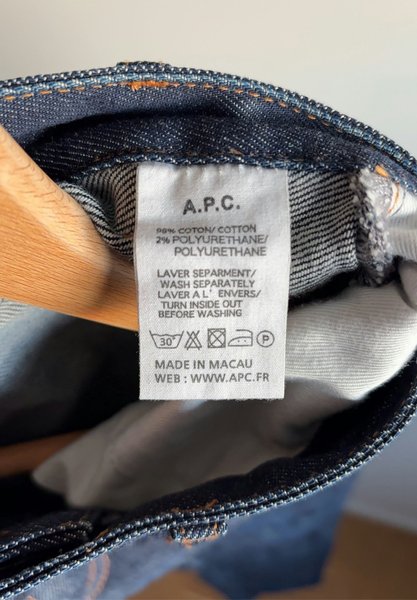 A.P.C.
98% COTON/COTTON
2% POLYURETHANE/
POLYURETHANE
LAVER SEPARMENT/
WASH SEPARATELY
LAVER A L' ENVERS/
TURN INSIDE OUT
BEFORE WASHING
30° P
MADE IN MACAU
WEB : WWW.APC.FR